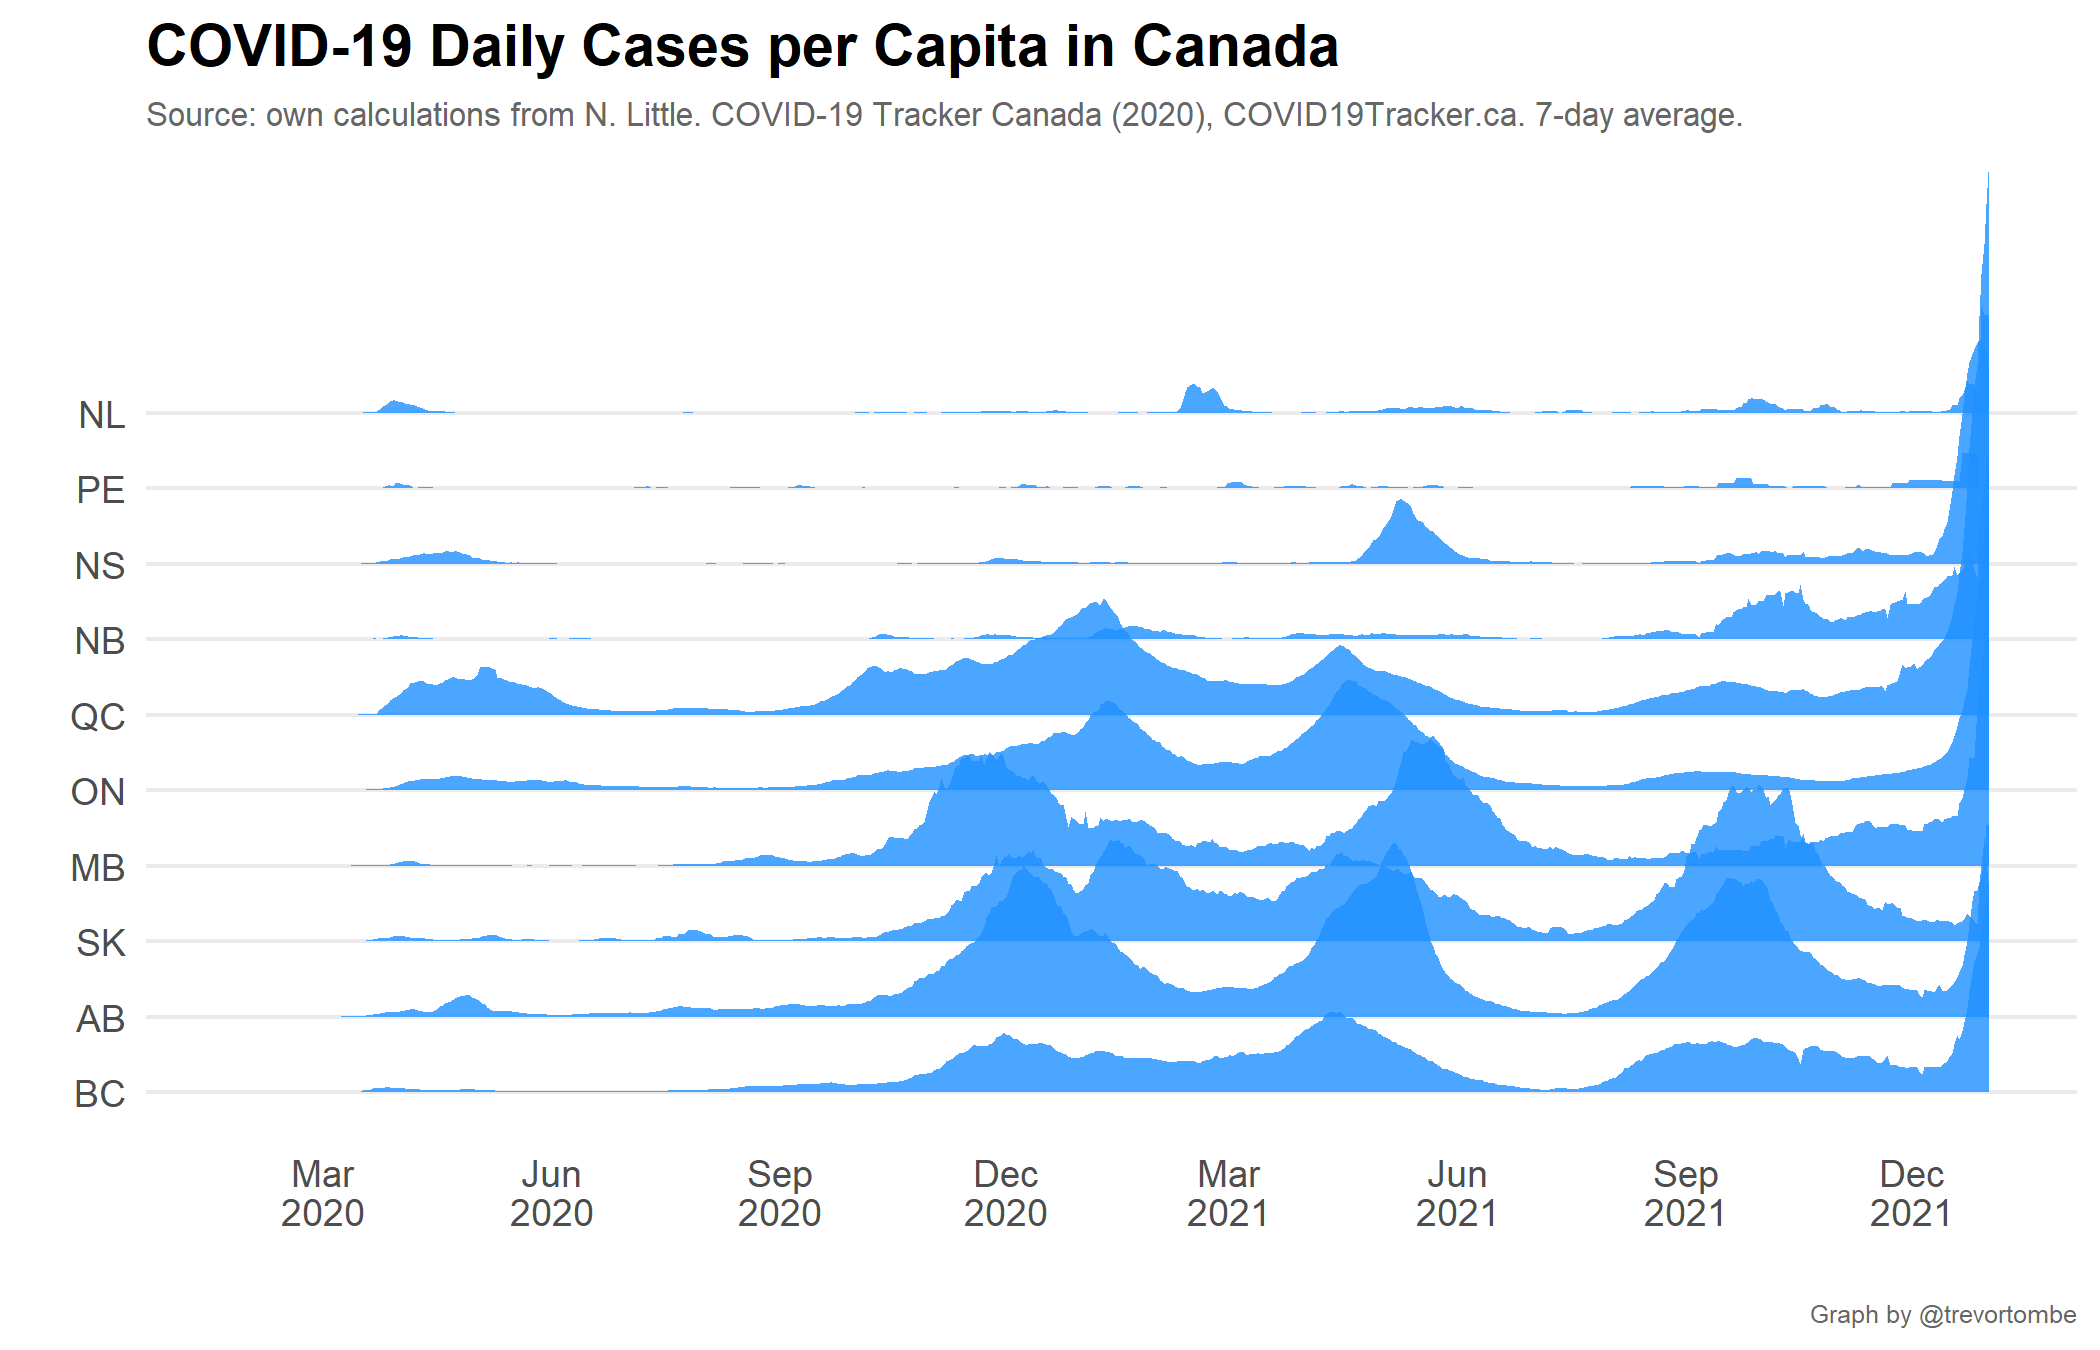 COVID-19 Daily Cases per Capita in Canada
Source: own calculations from N. Little. COVID-19 Tracker Canada (2020), COVID19Tracker.ca. 7-day average.
NL
PE
NS
NB
QC
ON
MB
SK
AB
BC
Mar Jun Sep Dec Mar Jun Sep Dec
2020 2020 2020 2020 2021 2021 2021 2021
Graph by @trevortombe